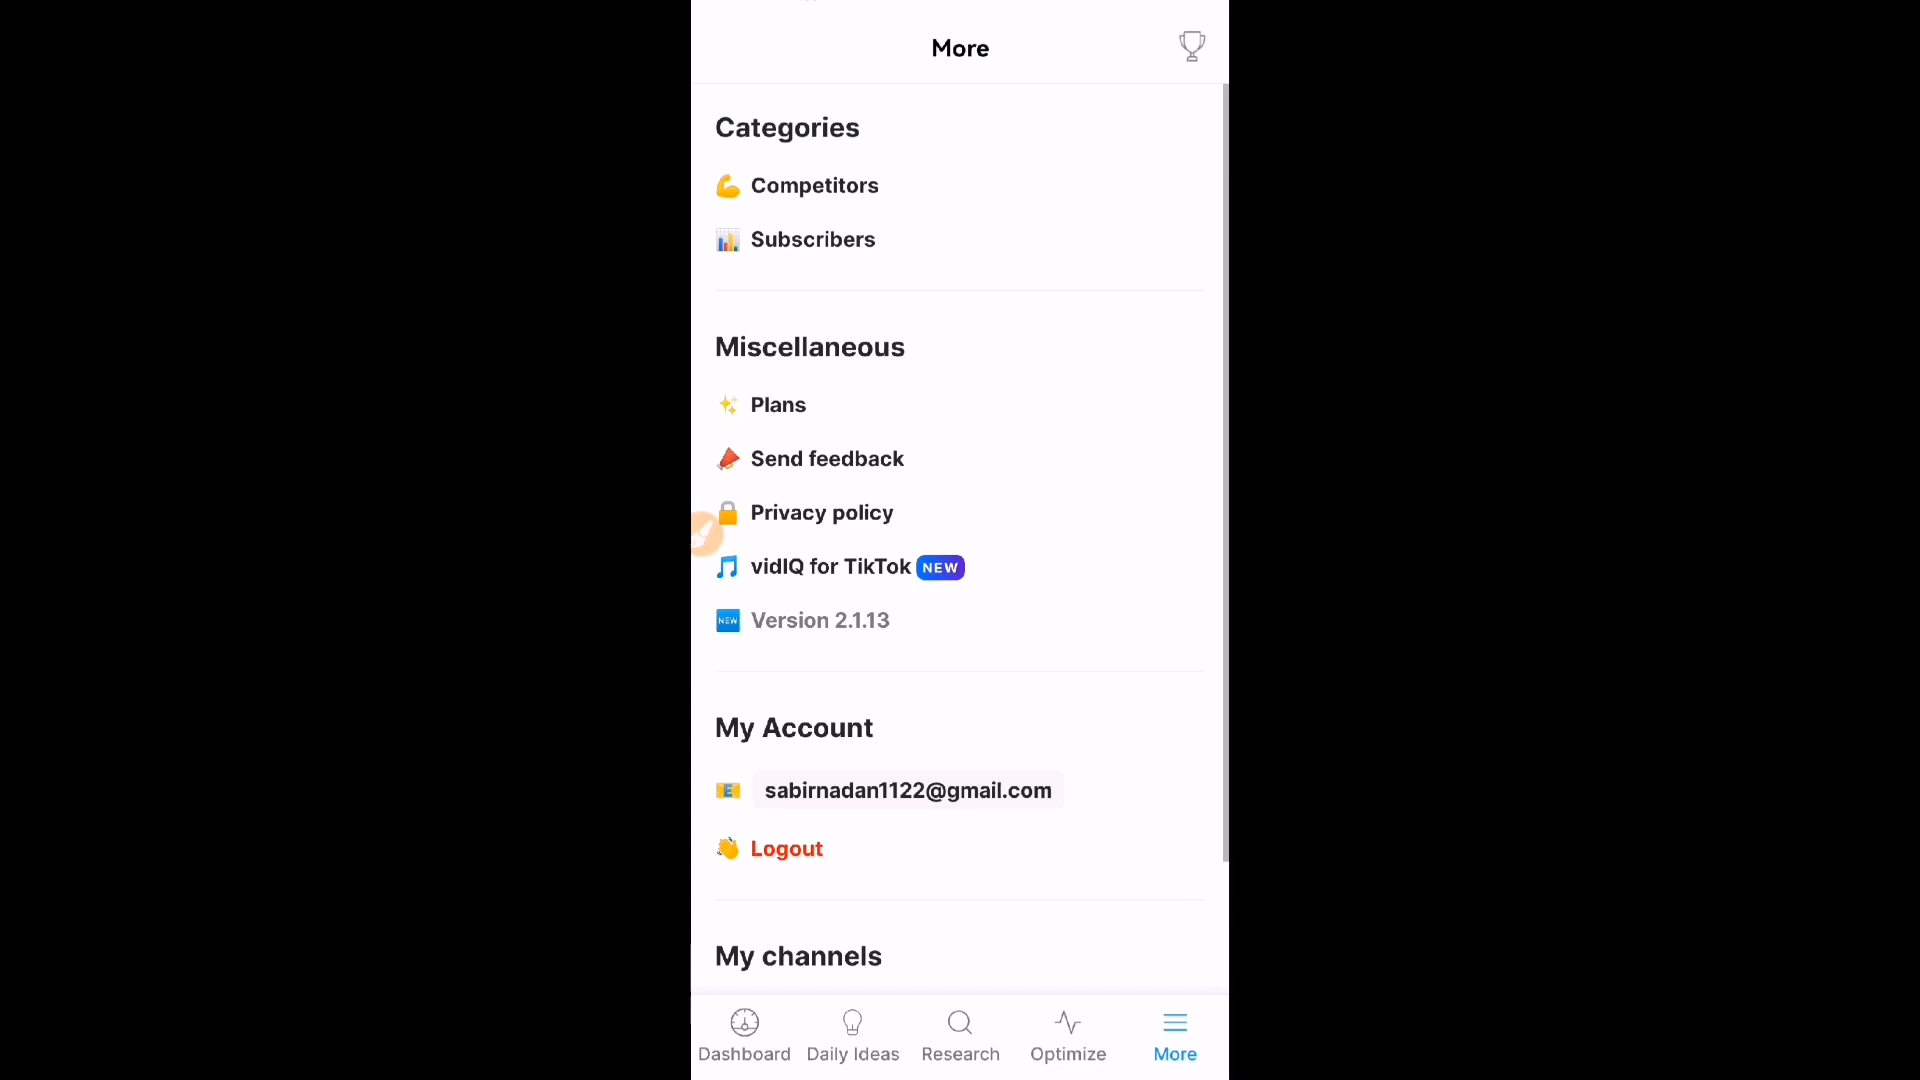 More
Categories
Competitors
Subscribers
Miscellaneous
Plans
Send feedback
Privacy policy
vidIQ for TikTok NEW
NEW Version 2.1.13
My Account
sabirnadan1122@gmail.com
Logout
My channels
Dashboard Daily Ideas Research Optimize More